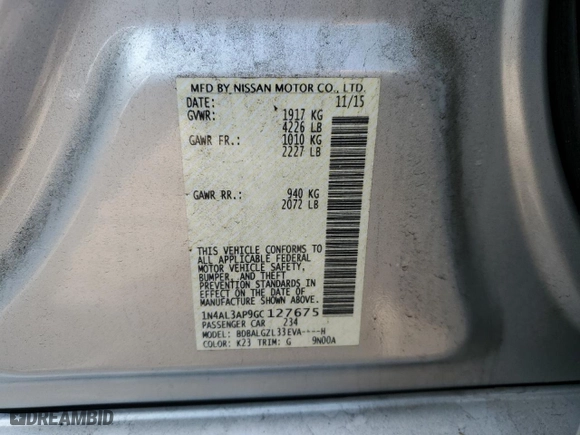 MFD BY NISSAN MOTOR CO., LTD.
DATE: 11/15
GVWR: 1917 KG
4226 LB
GAWR FR.: 1010 KG
2227 LB
GAWR RR.: 940 KG
2072 LB
THIS VEHICLE CONFORMS TO
ALL APPLICABLE FEDERAL
MOTOR VEHICLE SAFETY,
BUMPER, AND THEFT
PREVENTION STANDARDS IN
EFFECT ON THE DATE OF
MANUFACTURE SHOWN ABOVE.
1N4AL3AP9GC127675
PASSENGER CAR 234
MODEL: BDBALGZL33EVA----H
COLOR: K23 TRIM: G 9N00A
DREAMBID